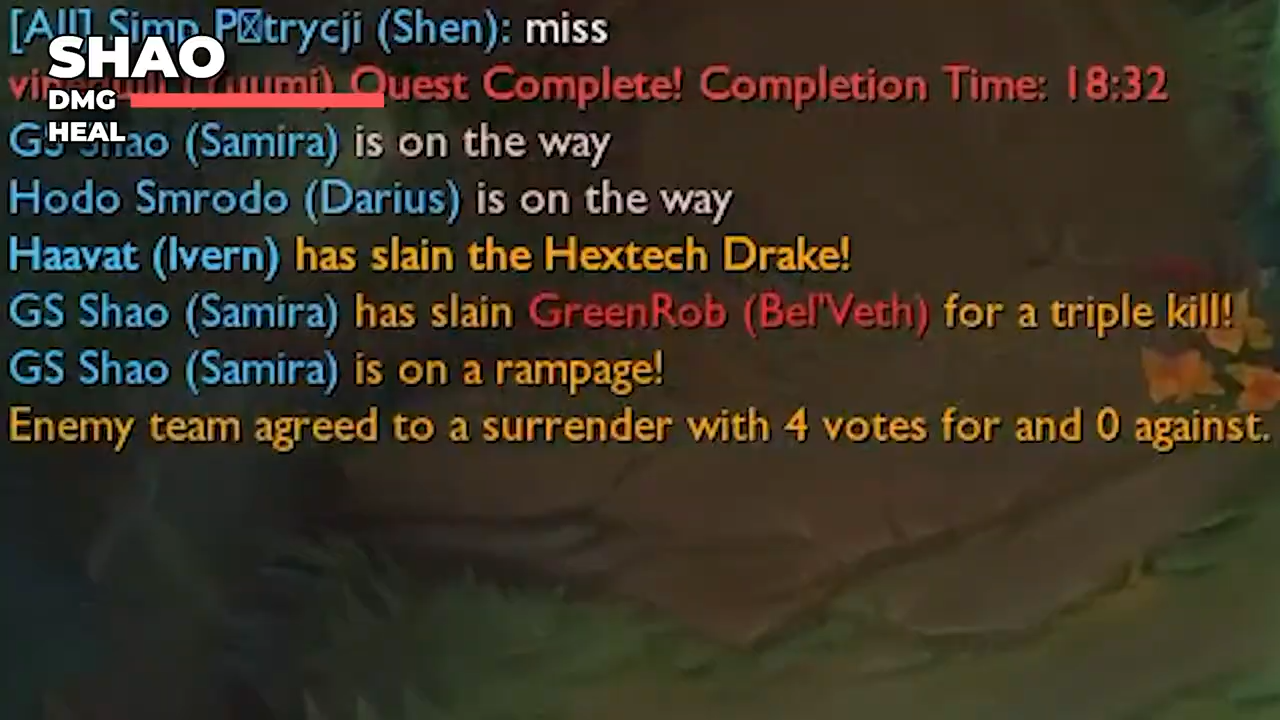 [All] Simp P▯trycji (Shen): miss
SHAO
Quest Complete! Completion Time: 18:32
DMG
HEAL
GS Shao (Samira) is on the way
Hodo Smrodo (Darius) is on the way
Haavat (Ivern) has slain the Hextech Drake!
GS Shao (Samira) has slain GreenRob (Bel'Veth) for a triple kill!
GS Shao (Samira) is on a rampage!
Enemy team agreed to a surrender with 4 votes for and 0 against.